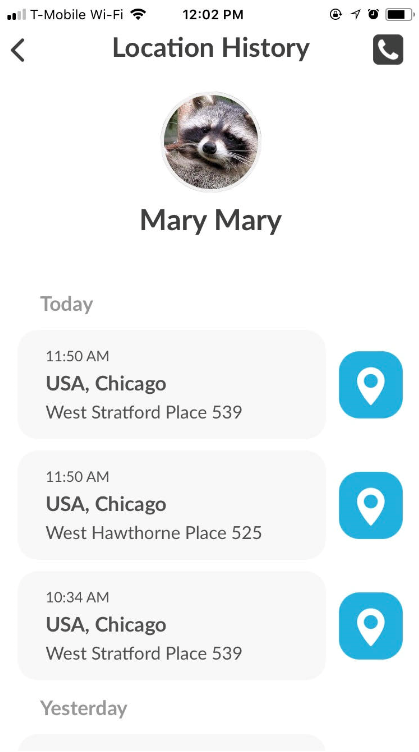 T-Mobile Wi-Fi 12:02 PM
Location History
Mary Mary
Today
11:50 AM
USA, Chicago
West Stratford Place 539
11:50 AM
USA, Chicago
West Hawthorne Place 525
10:34 AM
USA, Chicago
West Stratford Place 539
Yesterday